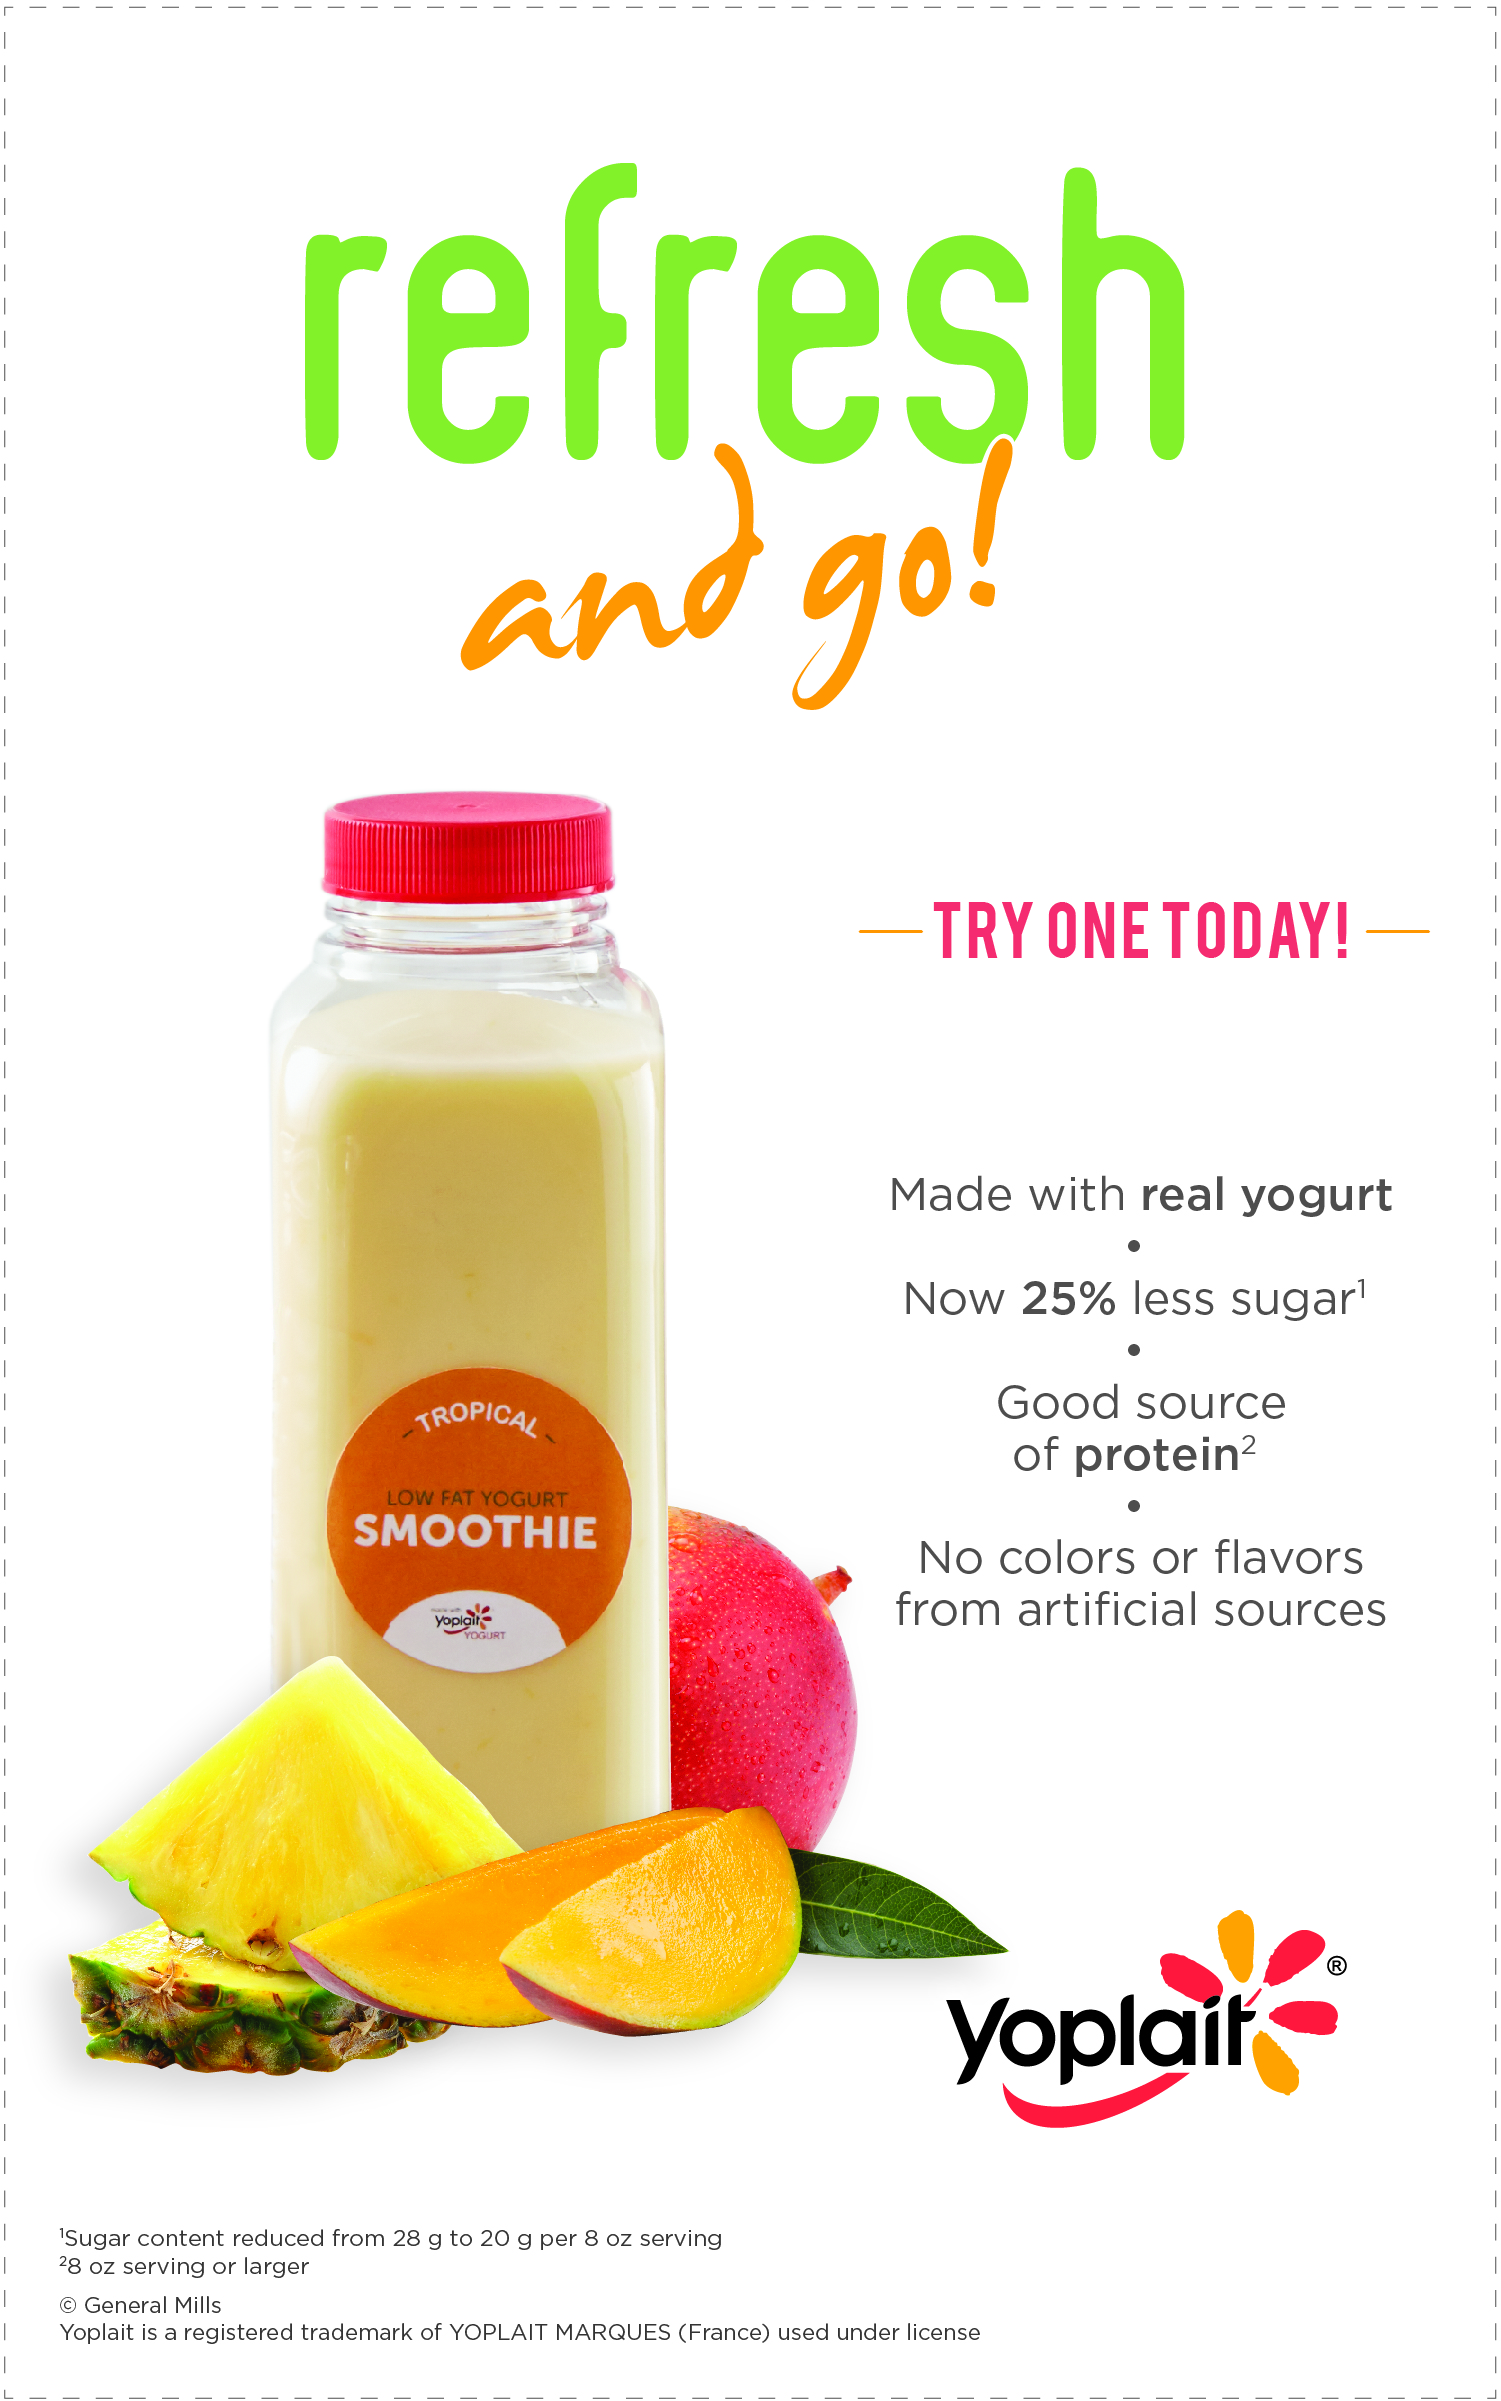 refresh
and go!
TRY ONE TODAY!
Made with real yogurt
•
Now 25% less sugar¹
•
Good source
of protein²
•
No colors or flavors
from artificial sources
- TROPICAL -
LOW FAT YOGURT
SMOOTHIE
made with
Yoplait
YOGURT
Yoplait®
¹Sugar content reduced from 28 g to 20 g per 8 oz serving
²8 oz serving or larger
© General Mills
Yoplait is a registered trademark of YOPLAIT MARQUES (France) used under license